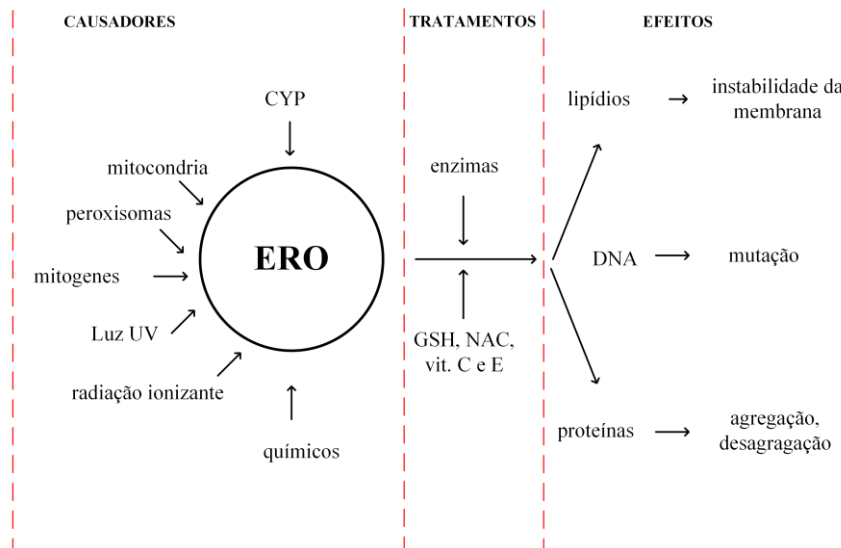 CAUSADORES
TRATAMENTOS
EFEITOS
CYP
mitocondria
peroxisomas
mitogenes
Luz UV
radiação ionizante
químicos
ERO
enzimas
GSH, NAC,
vit. C e E
lipídios
instabilidade da
membrana
DNA
mutação
proteínas
agregação,
desagragação